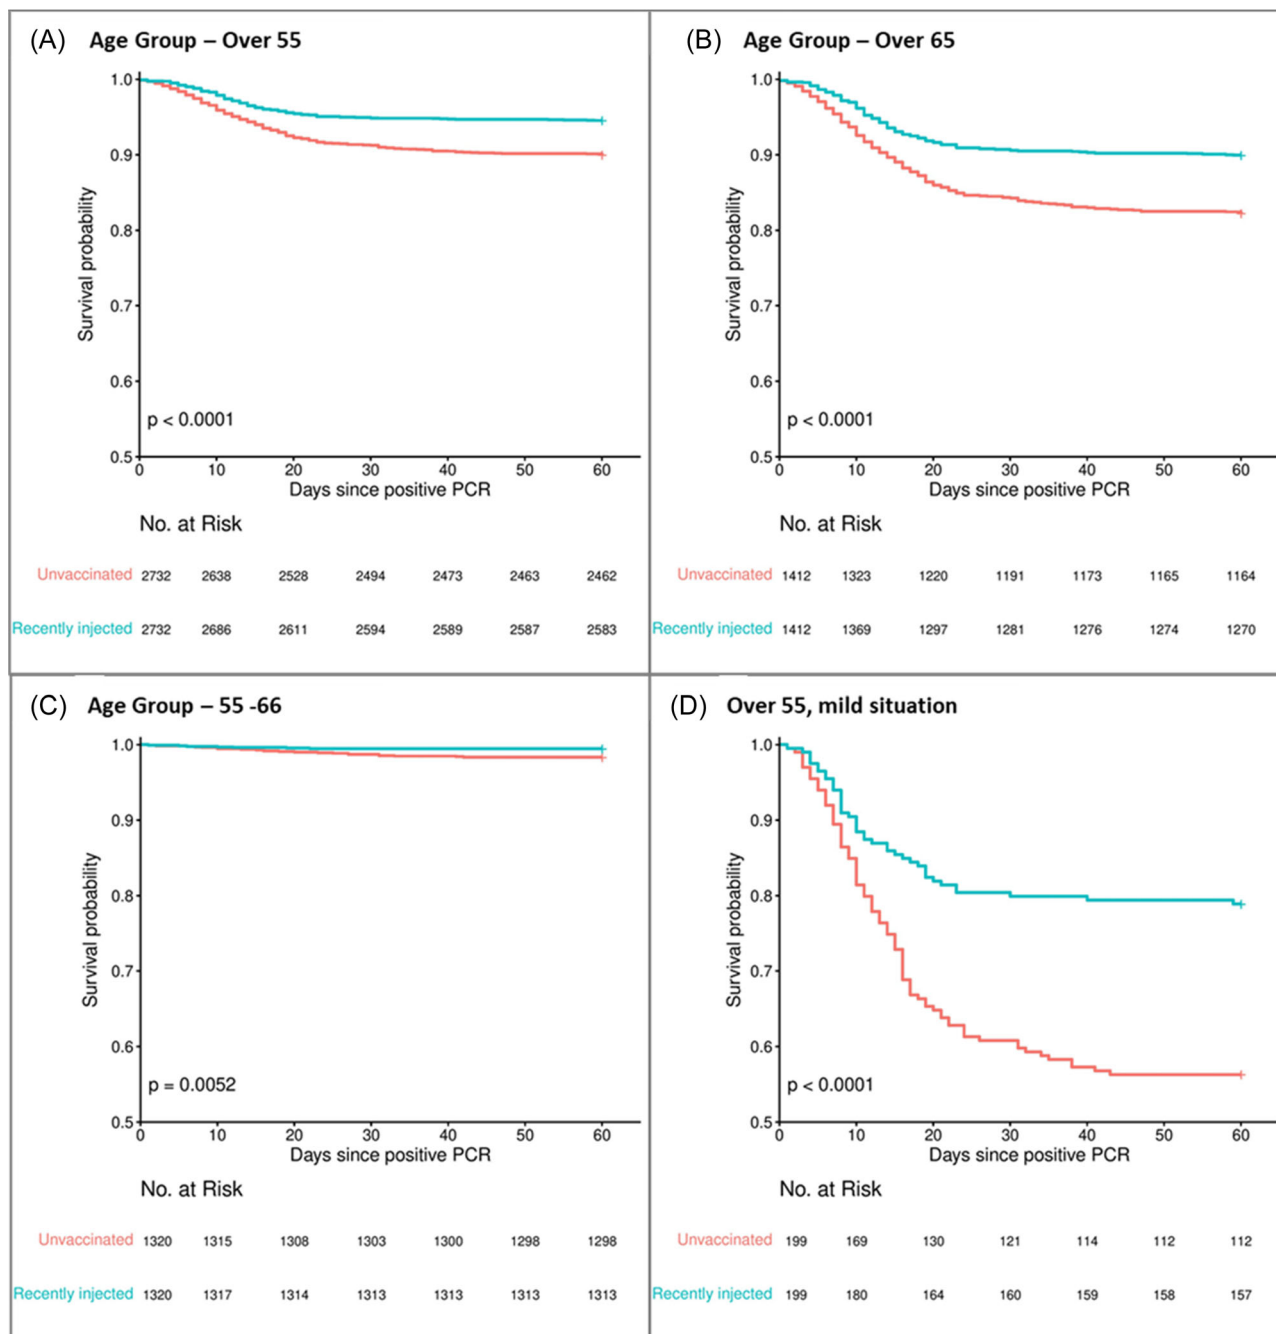 (A) Age Group – Over 55
1.0
0.9
0.8
0.7
0.6
0.5
Survival probability
p < 0.0001
0 10 20 30 40 50 60
Days since positive PCR
No. at Risk
Unvaccinated 2732 2638 2528 2494 2473 2463 2462
Recently injected 2732 2686 2611 2594 2589 2587 2583
(B) Age Group – Over 65
1.0
0.9
0.8
0.7
0.6
0.5
Survival probability
p < 0.0001
0 10 20 30 40 50 60
Days since positive PCR
No. at Risk
Unvaccinated 1412 1323 1220 1191 1173 1165 1164
Recently injected 1412 1369 1297 1281 1276 1274 1270
(C) Age Group – 55 -66
1.0
0.9
0.8
0.7
0.6
0.5
Survival probability
p = 0.0052
0 10 20 30 40 50 60
Days since positive PCR
No. at Risk
Unvaccinated 1320 1315 1308 1303 1300 1298 1298
Recently injected 1320 1317 1314 1313 1313 1313 1313
(D) Over 55, mild situation
1.0
0.9
0.8
0.7
0.6
0.5
Survival probability
p < 0.0001
0 10 20 30 40 50 60
Days since positive PCR
No. at Risk
Unvaccinated 199 169 130 121 114 112 112
Recently injected 199 180 164 160 159 158 157